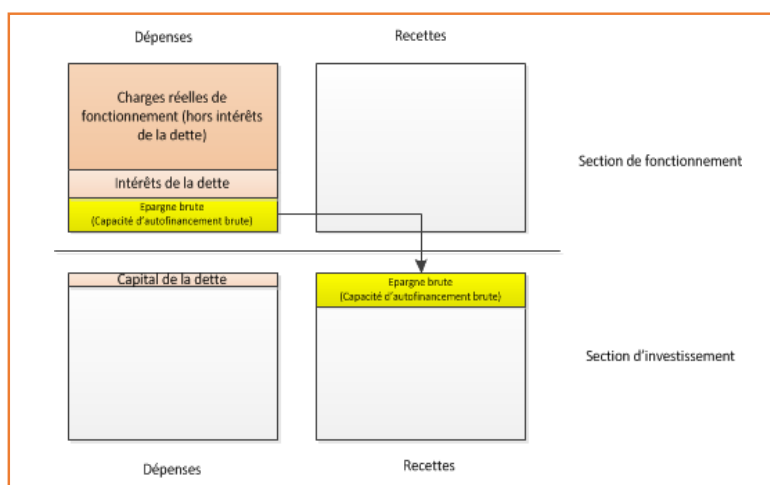 Dépenses
Recettes
Charges réelles de
fonctionnement (hors intérêts
de la dette)
Intérêts de la dette
Epargne brute
(Capacité d'autofinancement brute)
Section de fonctionnement
Capital de la dette
Epargne brute
(Capacité d'autofinancement brute)
Section d'investissement
Dépenses
Recettes